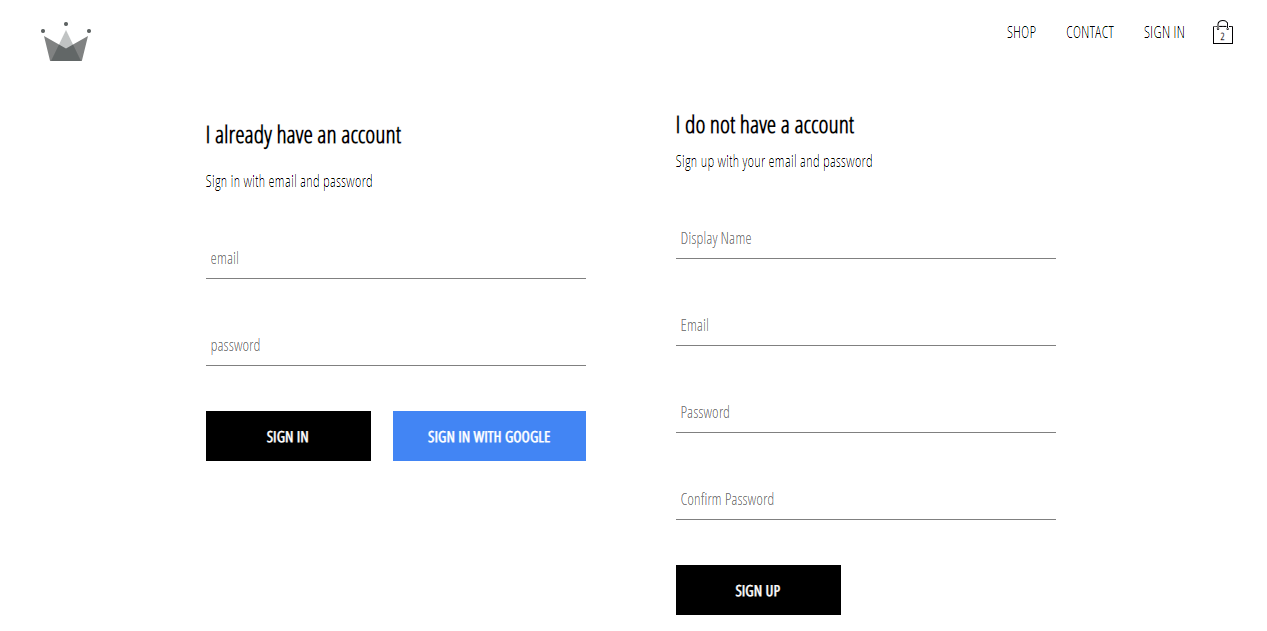 SHOP
CONTACT
SIGN IN
2
I already have an account
Sign in with email and password
email
password
SIGN IN
SIGN IN WITH GOOGLE
I do not have a account
Sign up with your email and password
Display Name
Email
Password
Confirm Password
SIGN UP